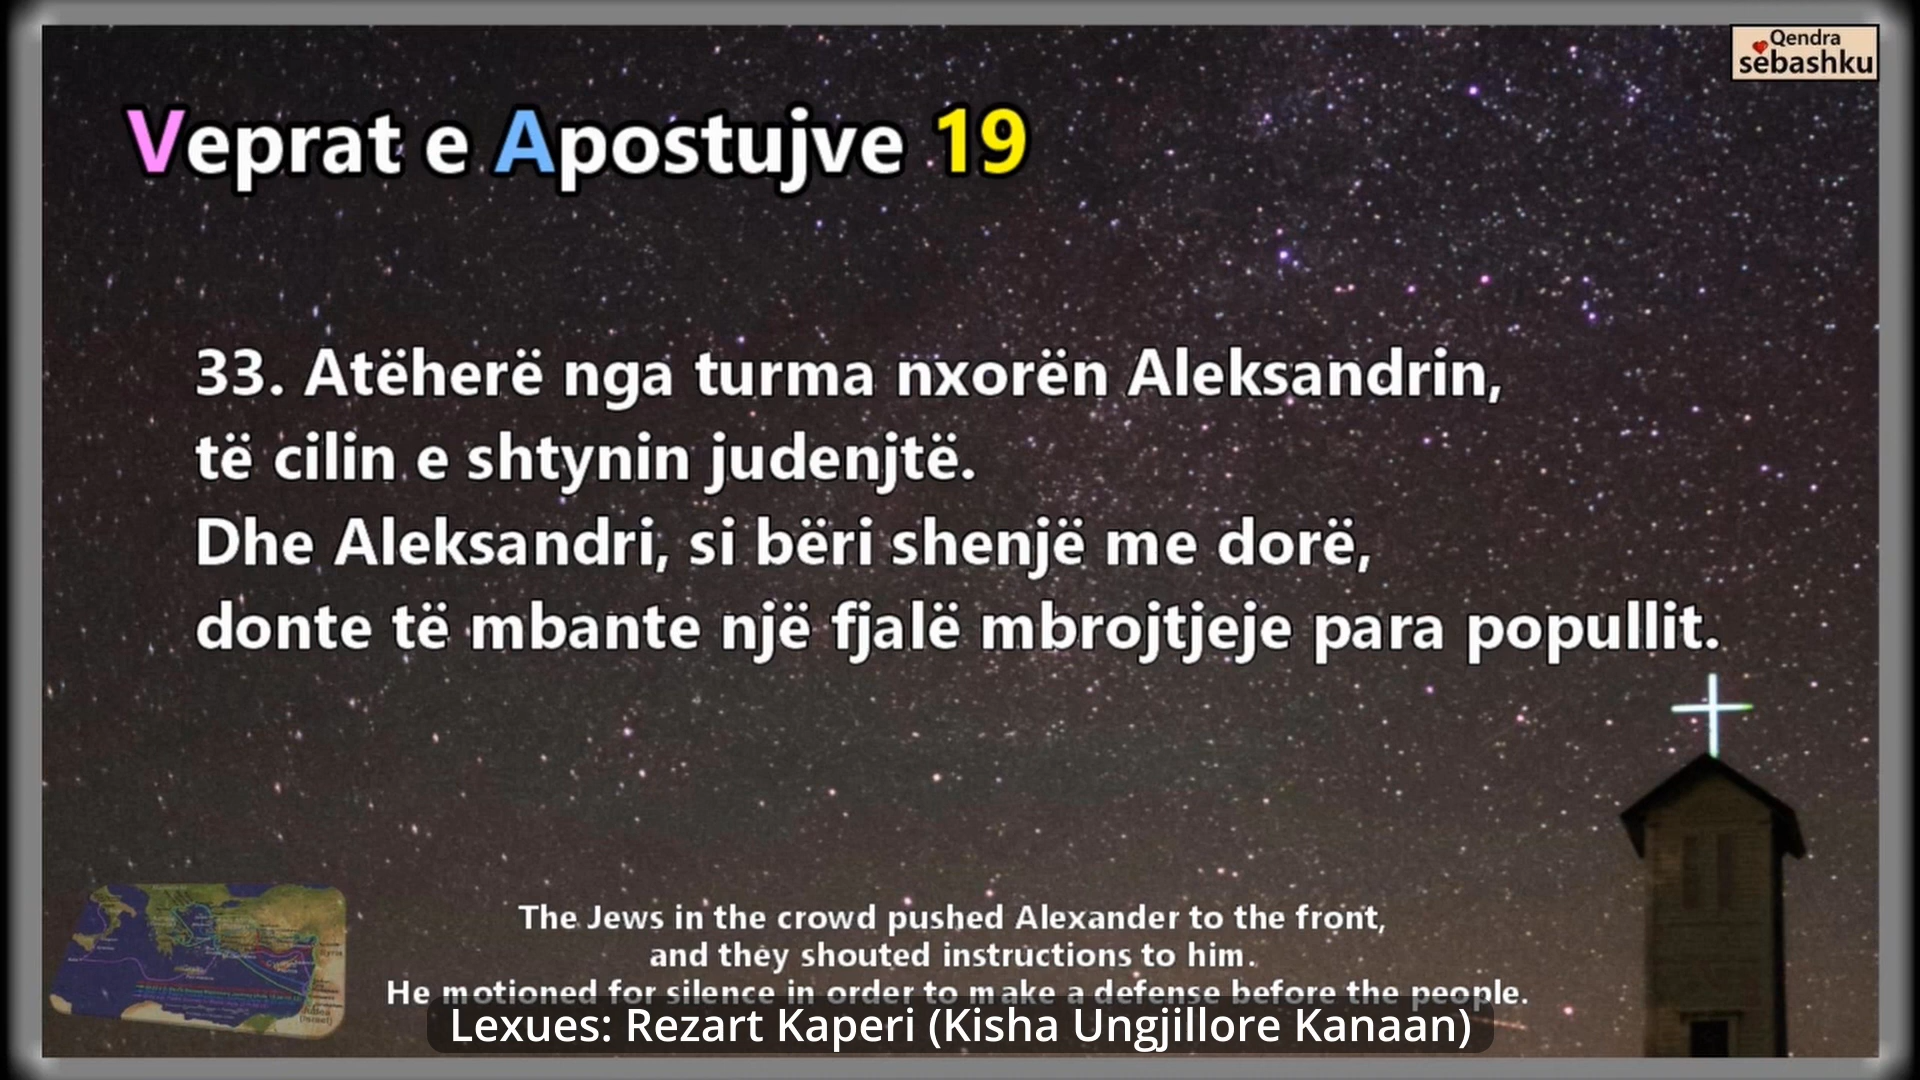 Qendra
sebashku
Veprat e Apostujve 19
33. Atëherë nga turma nxorën Aleksandrin,
të cilin e shtynin judenjtë.
Dhe Aleksandri, si bëri shenjë me dorë,
donte të mbante një fjalë mbrojtjeje para popullit.
The Jews in the crowd pushed Alexander to the front,
and they shouted instructions to him.
He motioned for silence in order to make a defense before the people.
Lexues: Rezart Kaperi (Kisha Ungjillore Kanaan)